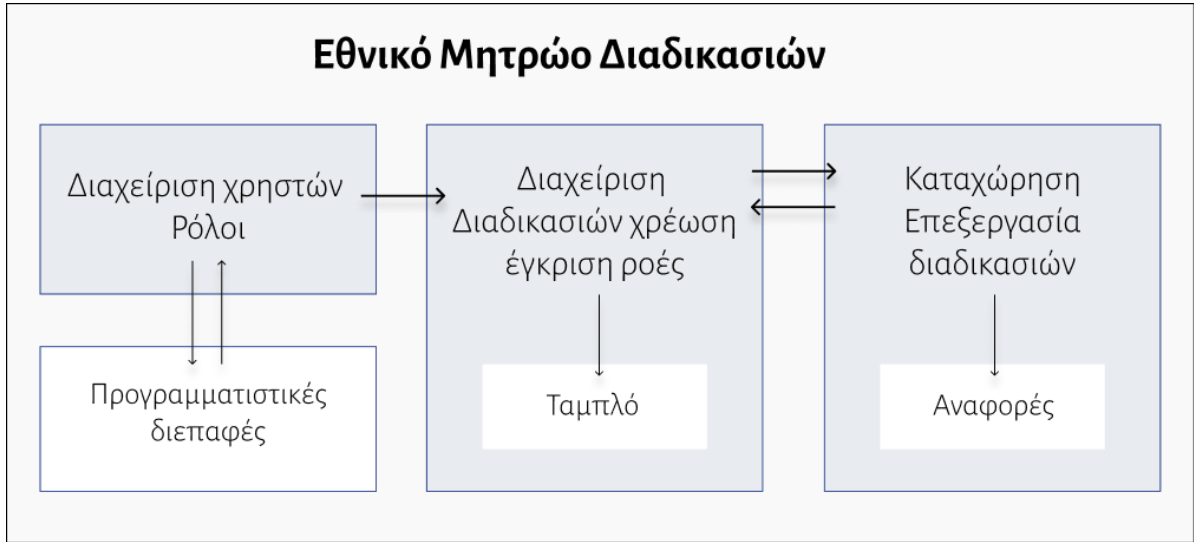 Εθνικό Μητρώο Διαδικασιών
Διαχείριση χρηστών
Ρόλοι
Προγραμματιστικές
διεπαφές
Διαχείριση
Διαδικασιών χρέωση
έγκριση ροές
Ταμπλό
Καταχώρηση
Επεξεργασία
διαδικασιών
Αναφορές